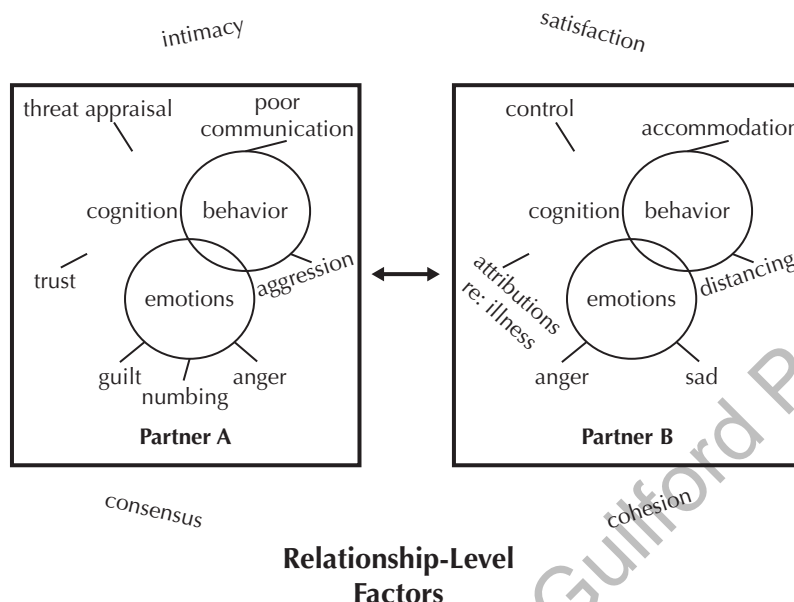 intimacy
satisfaction
threat appraisal
poor
communication
cognition
behavior
trust
emotions
aggression
guilt
numbing
anger
Partner A
control
accommodation
cognition
behavior
attributions
re: illness
emotions
distancing
anger
sad
Partner B
consensus
cohesion
Relationship-Level
Factors
Guilford P